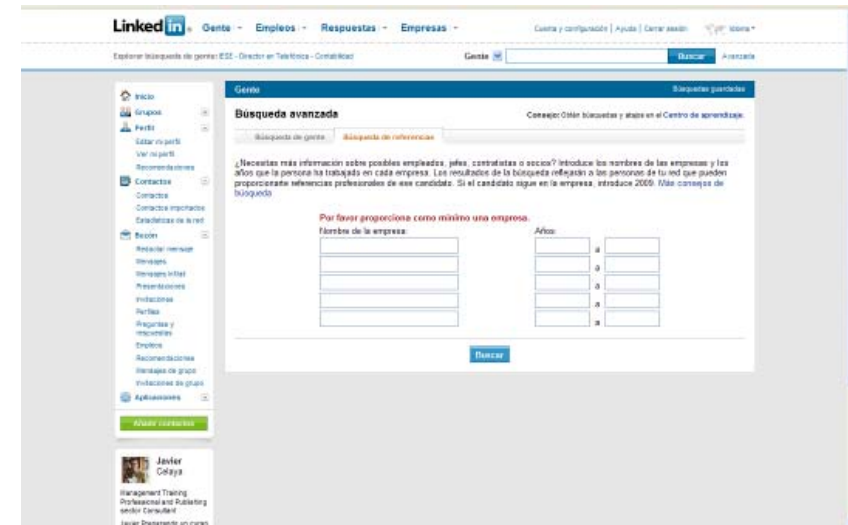 Linked in. Gente Empleos Respuestas Empresas
Cuenta y configuración | Ayuda | Cerrar sesión Idioma
Explorar búsqueda de gente: ESE - Director en Telefónica - Contabilidad
Gente Buscar Avanzada
Inicio
Grupos
Perfil
Editar mi perfil
Ver mi perfil
Recomendaciones
Contactos
Contactos
Contactos importados
Estadísticas de la red
Buzón
Redactar mensaje
Mensajes
Mensajes InMail
Presentaciones
Invitaciones
Perfiles
Preguntas y
respuestas
Empleos
Recomendaciones
Mensajes de grupo
Invitaciones de grupo
Aplicaciones
Añadir contactos
Javier
Celaya
Management Training
Professional and Publishing
sector Consultant
Javier Preparando un curso
Gente Búsquedas guardadas
Búsqueda avanzada
Consejo: Obtén búsquedas y atajos en el Centro de aprendizaje.
Búsqueda de gente Búsqueda de referencias
¿Necesitas más información sobre posibles empleados, jefes, contratistas o socios? Introduce los nombres de las empresas y los
años que la persona ha trabajado en cada empresa. Los resultados de la búsqueda reflejarán a las personas de tu red que pueden
proporcionarte referencias profesionales de ese candidato. Si el candidato sigue en la empresa, introduce 2009. Más consejos de
búsqueda
Por favor proporciona como mínimo una empresa.
Nombre de la empresa: Años:
a
a
a
a
a
Buscar